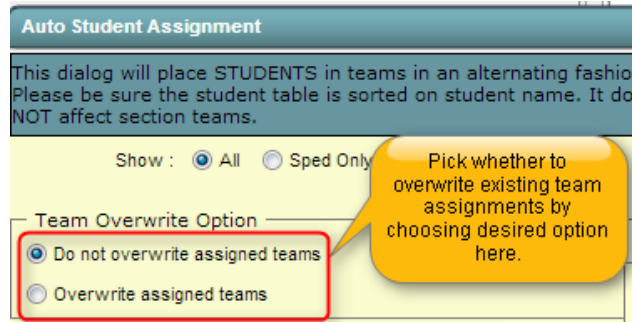 Auto Student Assignment
This dialog will place STUDENTS in teams in an alternating fashio
Please be sure the student table is sorted on student name. It do
NOT affect section teams.
Show : All Sped Only
Pick whether to
overwrite existing team
assignments by
choosing desired option
here.
Team Overwrite Option
Do not overwrite assigned teams
Overwrite assigned teams